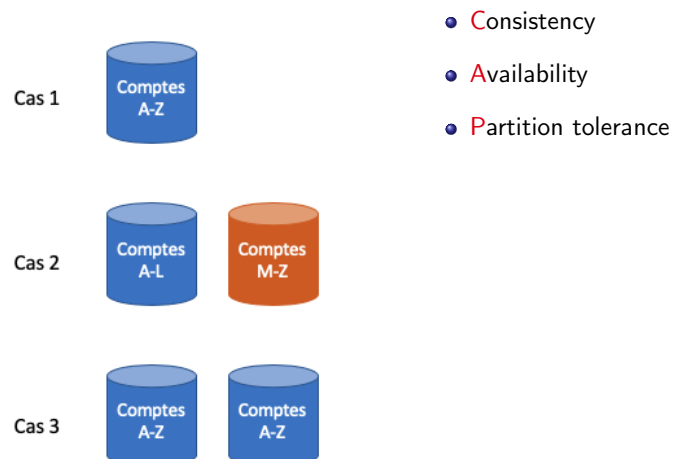 Cas 1
Comptes
A-Z
Cas 2
Comptes
A-L
Comptes
M-Z
Cas 3
Comptes
A-Z
Comptes
A-Z
Consistency
Availability
Partition tolerance